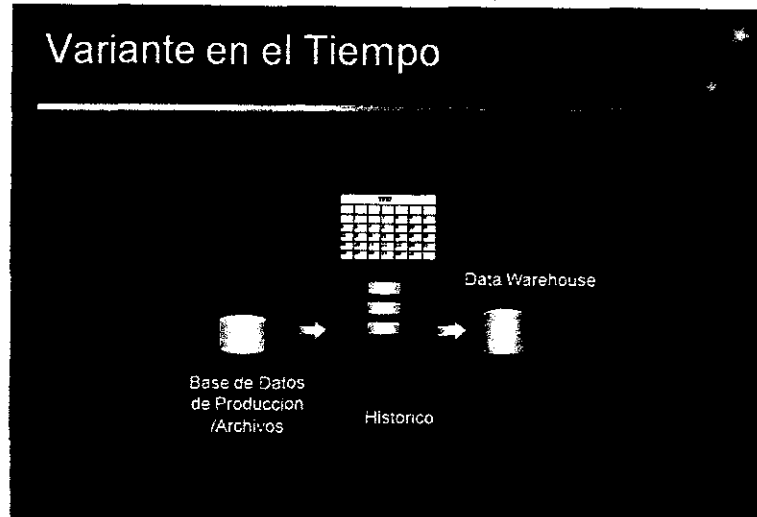 Variante en el Tiempo
Data Warehouse
Base de Datos
de Produccion
/Archivos
Historico